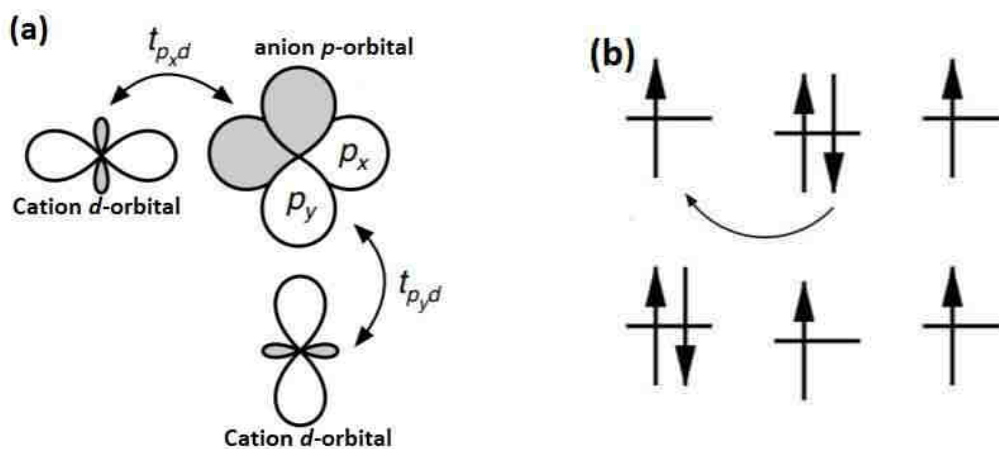 (a)
t_{p_x d}
anion p-orbital
p_x
p_y
Cation d-orbital
t_{p_y d}
Cation d-orbital
(b)